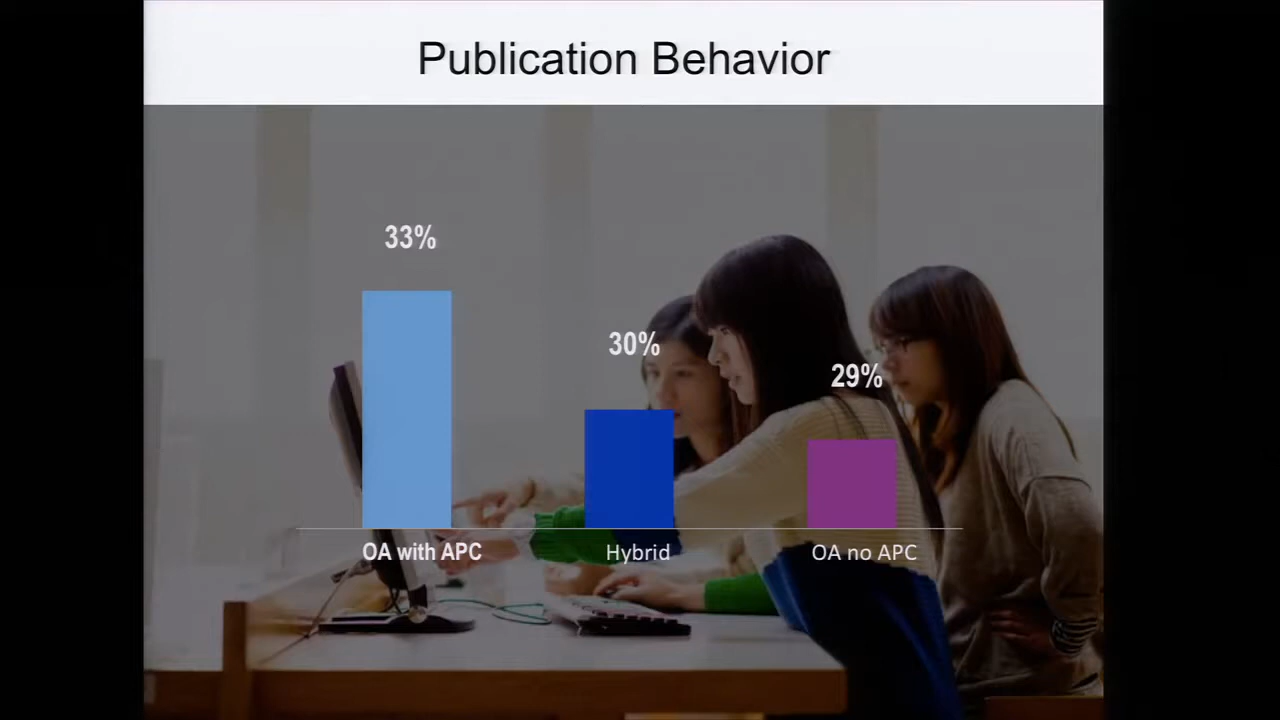 Publication Behavior
33%
30%
29%
OA with APC
Hybrid
OA no APC